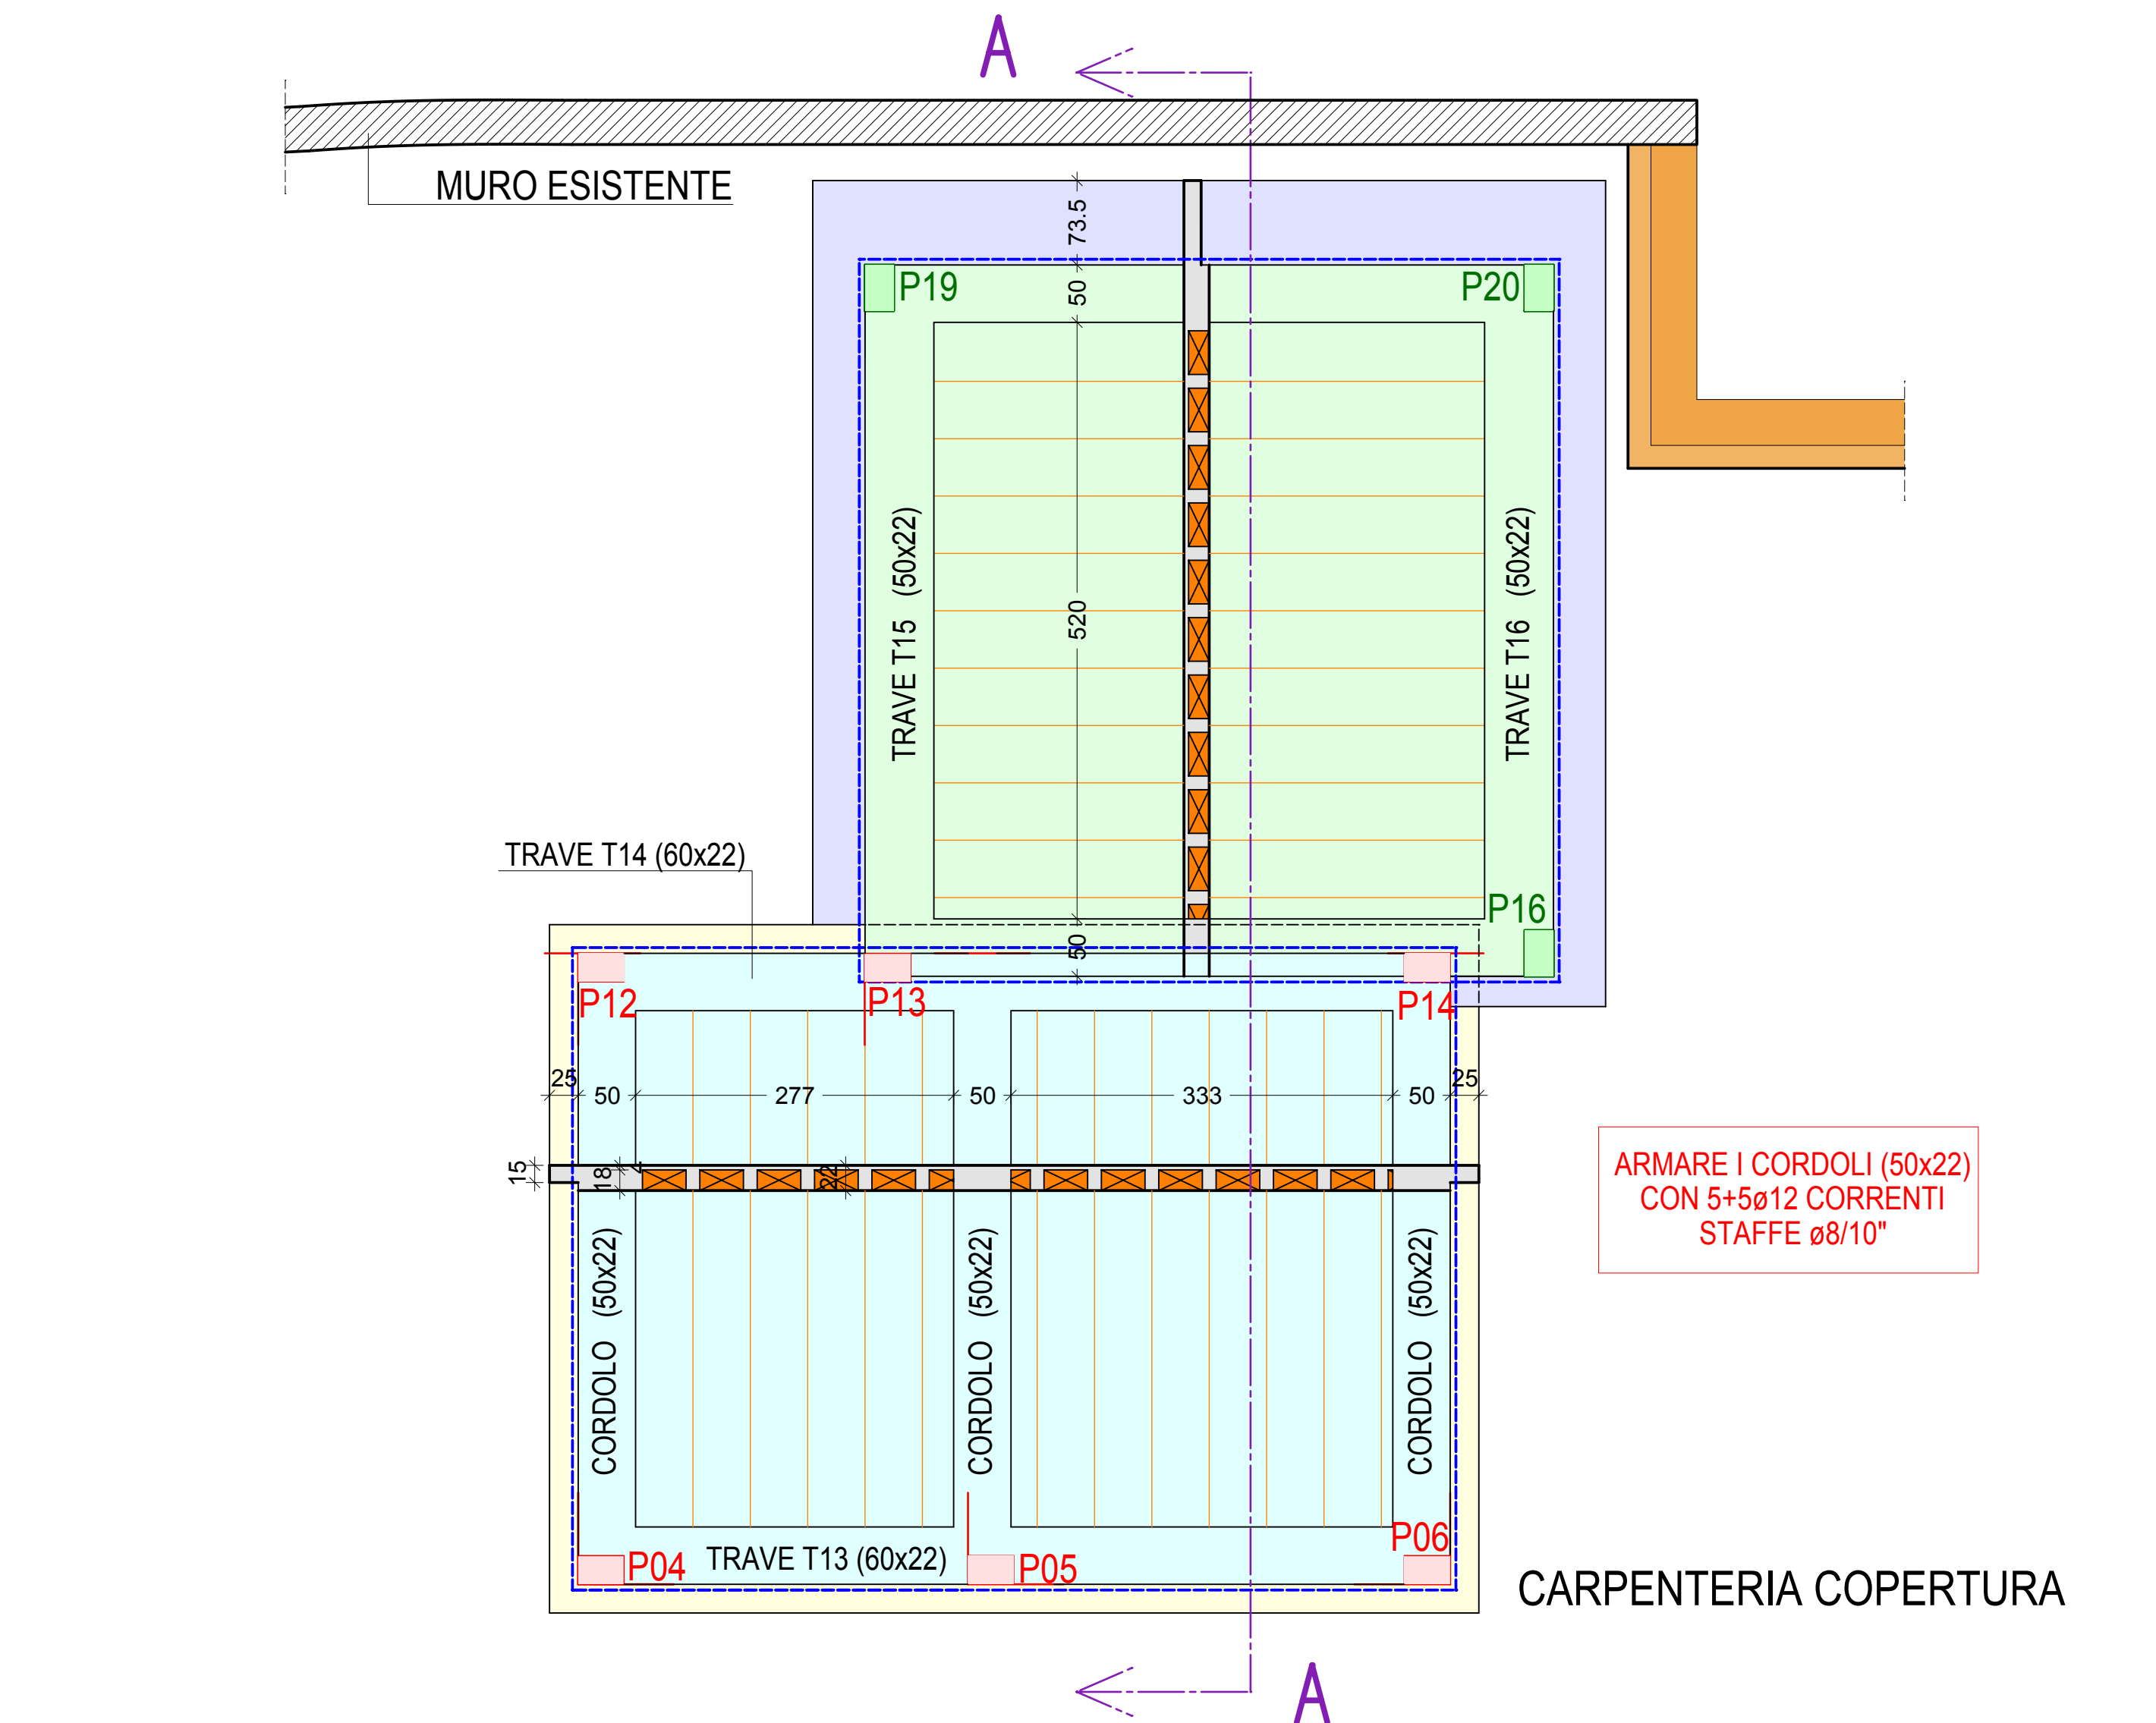 A
MURO ESISTENTE
73.5
P19
50
P20
520
TRAVE T15 (50x22)
TRAVE T16 (50x22)
TRAVE T14 (60x22)
P16
50
P12
P13
P14
25
50
277
50
333
50
25
15
18
4
22
ARMARE I CORDOLI (50x22)
CON 5+5ø12 CORRENTI
STAFFE ø8/10"
CORDOLO (50x22)
CORDOLO (50x22)
CORDOLO (50x22)
P04
TRAVE T13 (60x22)
P05
P06
CARPENTERIA COPERTURA
A